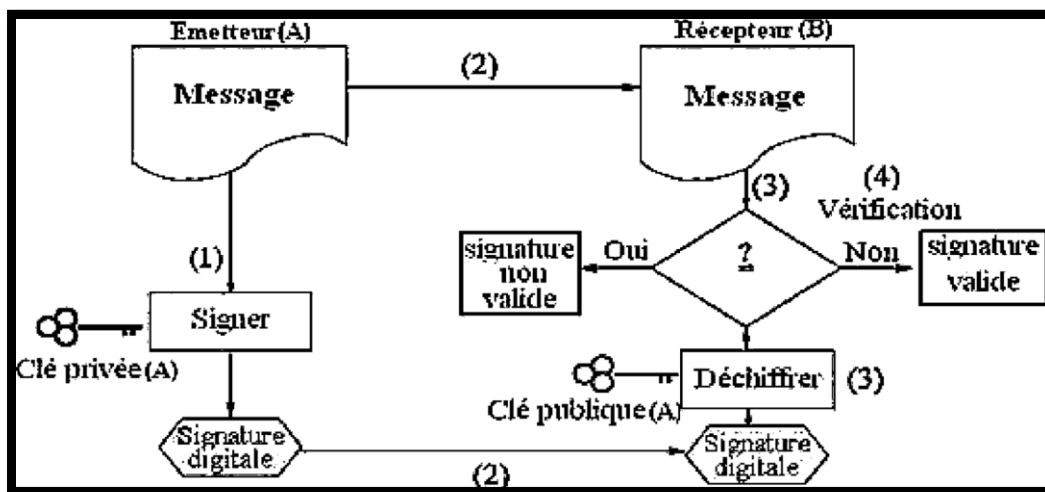 Emetteur (A)
Récepteur (B)
Message
(2)
Message
(3)
(4)
Vérification
(1)
signature
non
valide
Oui
?
Non
signature
valide
Signer
Clé privée (A)
Déchiffrer
(3)
Clé publique (A)
Signature
digitale
(2)
Signature
digitale